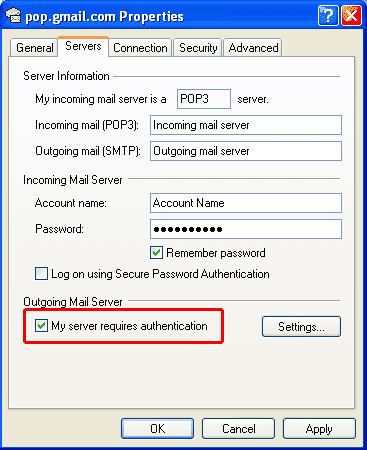 pop.gmail.com Properties
General Servers Connection Security Advanced
Server Information
My incoming mail server is a POP3 server.
Incoming mail (POP3): Incoming mail server
Outgoing mail (SMTP): Outgoing mail server
Incoming Mail Server
Account name: Account Name
Password: ●●●●●●●●●●
Remember password
Log on using Secure Password Authentication
Outgoing Mail Server
My server requires authentication Settings...
OK Cancel Apply